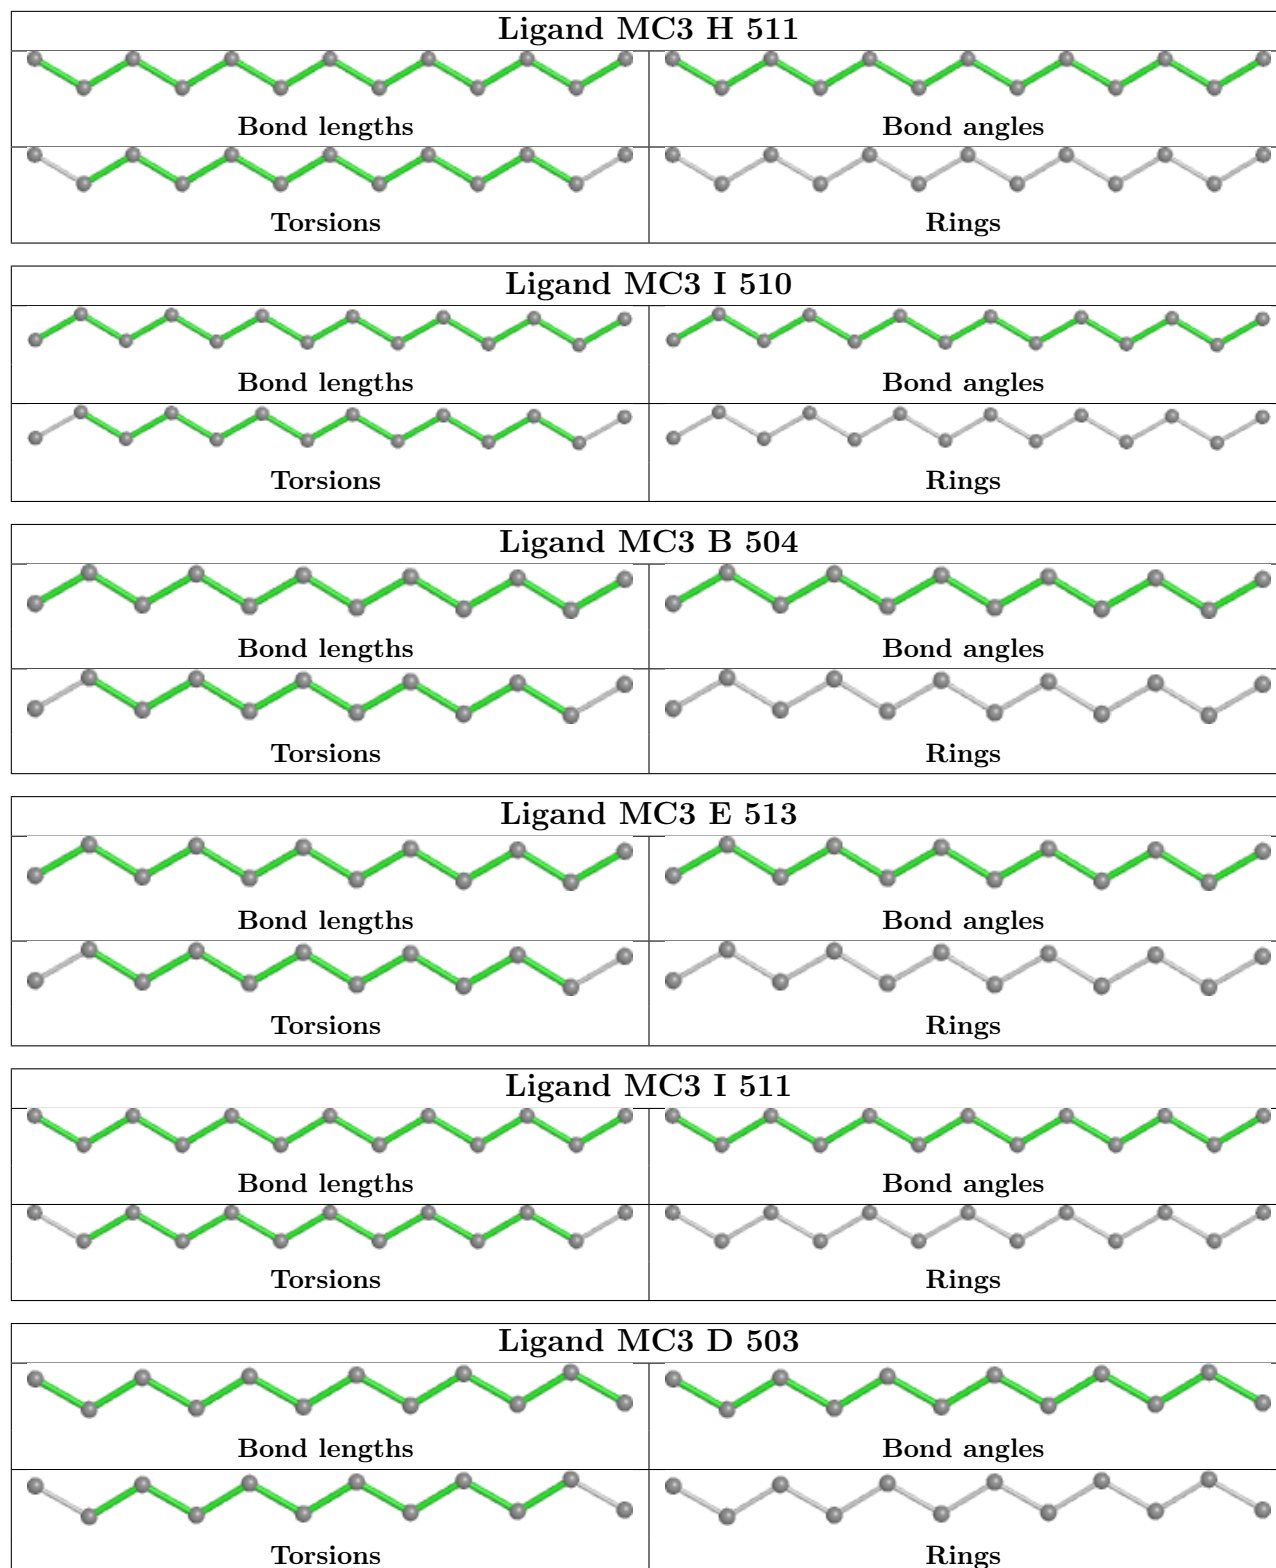 Ligand MC3 H 511
Bond lengths Bond angles
Torsions Rings
Ligand MC3 I 510
Bond lengths Bond angles
Torsions Rings
Ligand MC3 B 504
Bond lengths Bond angles
Torsions Rings
Ligand MC3 E 513
Bond lengths Bond angles
Torsions Rings
Ligand MC3 I 511
Bond lengths Bond angles
Torsions Rings
Ligand MC3 D 503
Bond lengths Bond angles
Torsions Rings